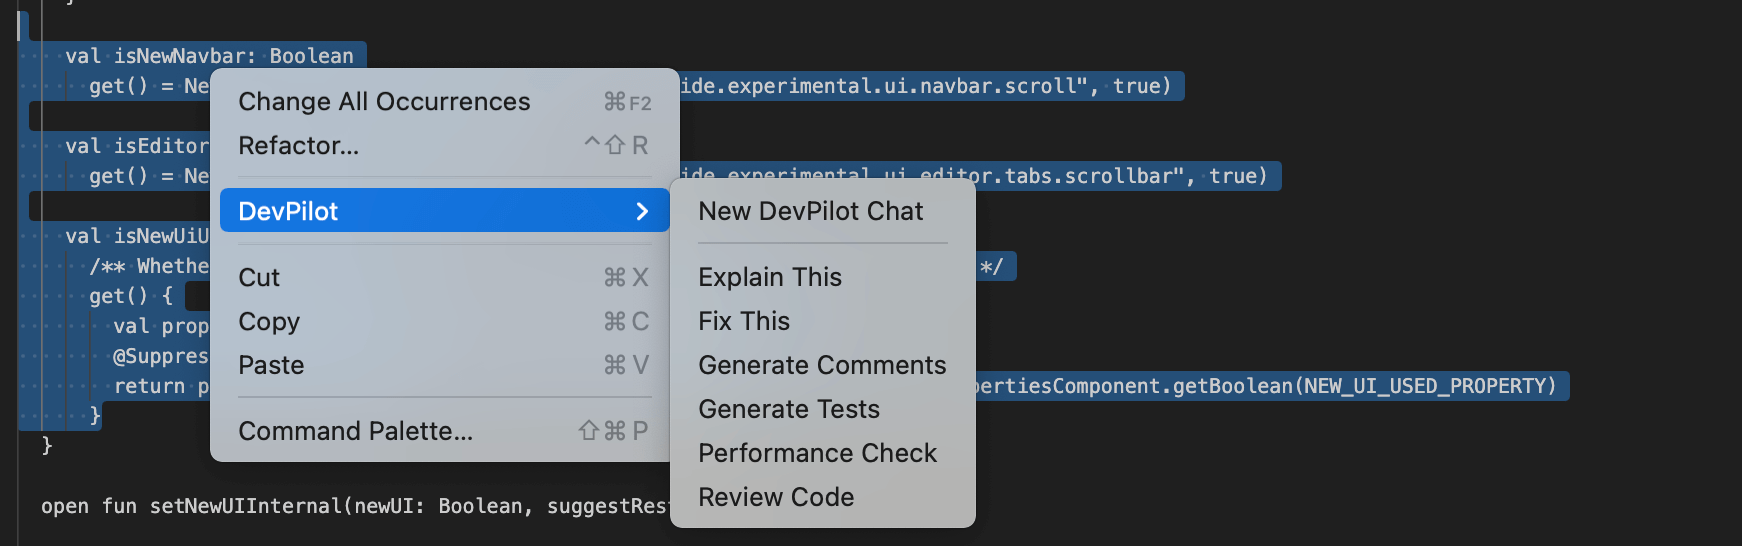 }
val isNewNavbar: Boolean
get() = Ne
ide.experimental.ui.navbar.scroll", true)
val isEditor
get() = Ne
ide.experimental.ui.editor.tabs.scrollbar", true)
val isNewUiU
/** Whethe
*/
get() {
val prop
@Suppres
return p
pertiesComponent.getBoolean(NEW_UI_USED_PROPERTY)
}
}
open fun setNewUIInternal(newUI: Boolean, suggestRes
Change All Occurrences ⌘F2
Refactor... ^⇧R
DevPilot >
Cut ⌘X
Copy ⌘C
Paste ⌘V
Command Palette... ⇧⌘P
New DevPilot Chat
Explain This
Fix This
Generate Comments
Generate Tests
Performance Check
Review Code